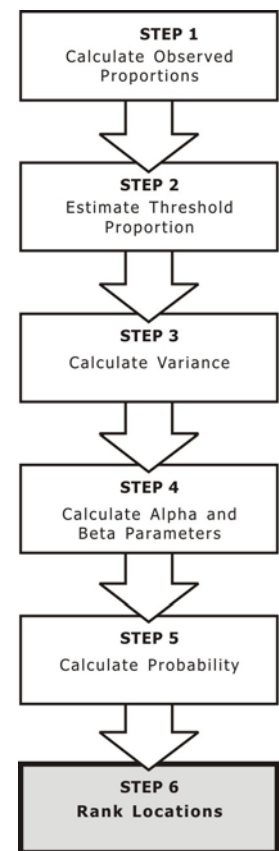 STEP 1
Calculate Observed
Proportions
STEP 2
Estimate Threshold
Proportion
STEP 3
Calculate Variance
STEP 4
Calculate Alpha and
Beta Parameters
STEP 5
Calculate Probability
STEP 6
Rank Locations